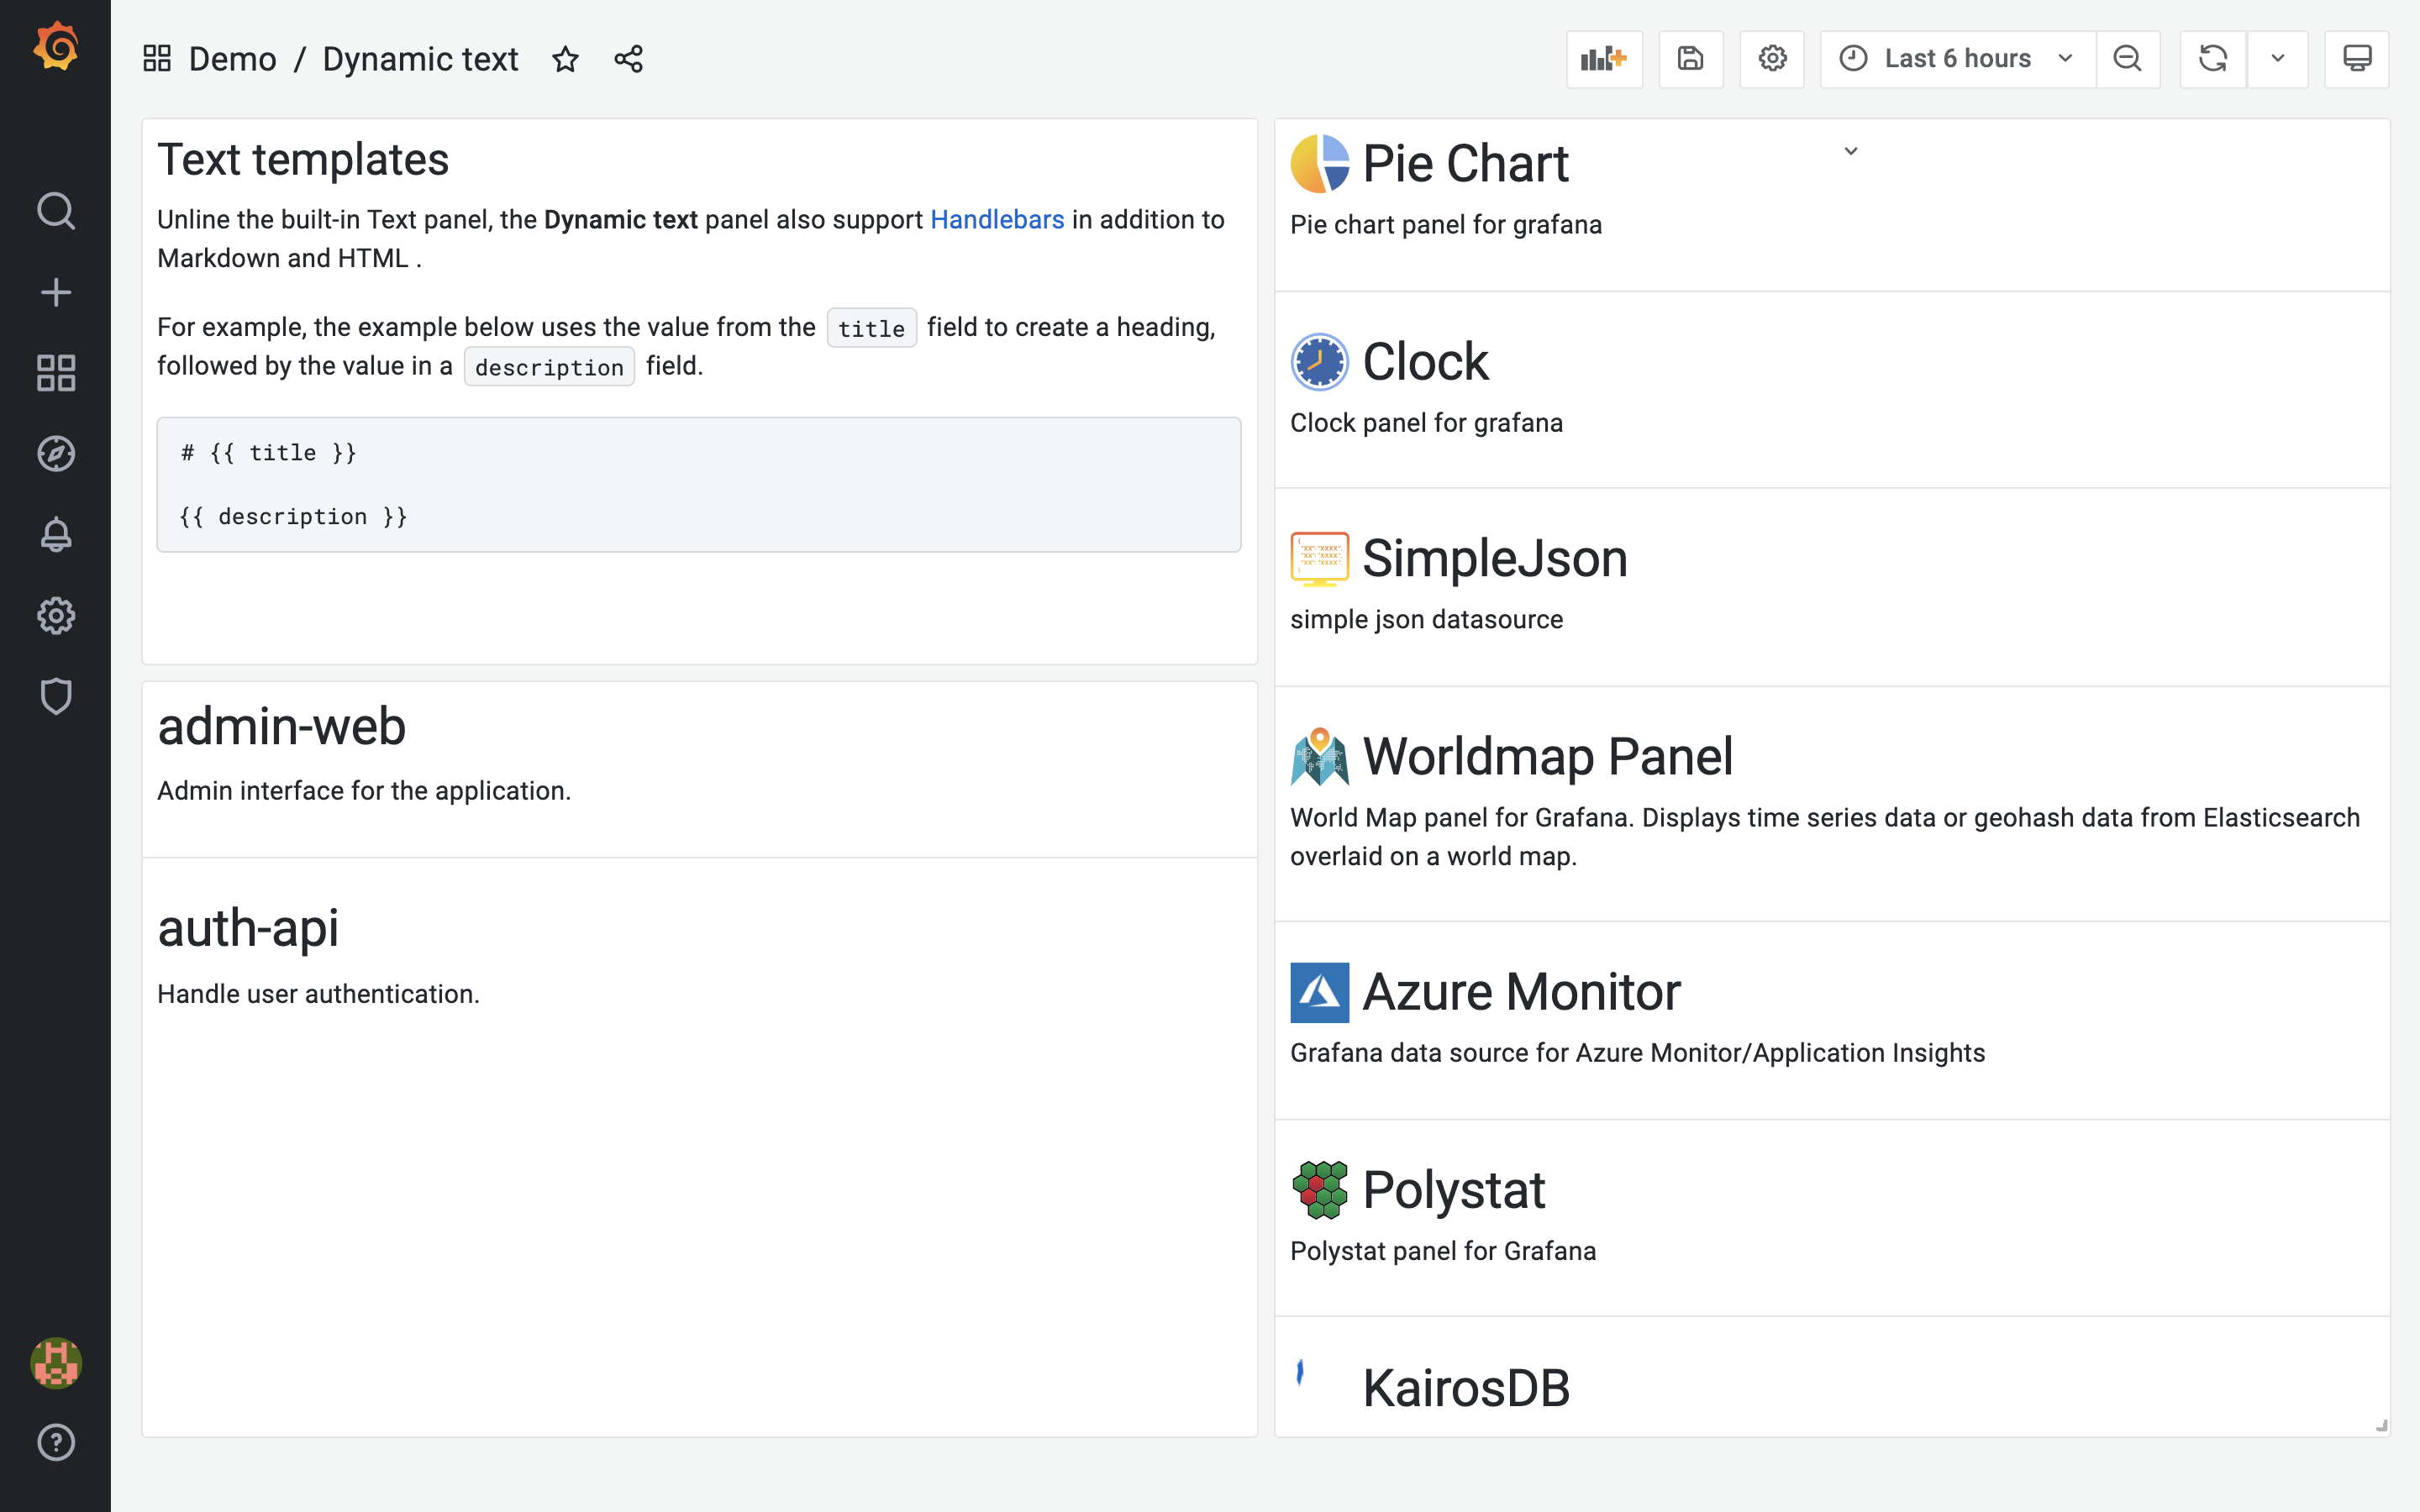 Demo / Dynamic text
Last 6 hours
Text templates
Unline the built-in Text panel, the Dynamic text panel also support Handlebars in addition to
Markdown and HTML .
For example, the example below uses the value from the title field to create a heading,
followed by the value in a description field.
# {{ title }}
{{ description }}
admin-web
Admin interface for the application.
auth-api
Handle user authentication.
Pie Chart
Pie chart panel for grafana
Clock
Clock panel for grafana
SimpleJson
simple json datasource
Worldmap Panel
World Map panel for Grafana. Displays time series data or geohash data from Elasticsearch
overlaid on a world map.
Azure Monitor
Grafana data source for Azure Monitor/Application Insights
Polystat
Polystat panel for Grafana
KairosDB